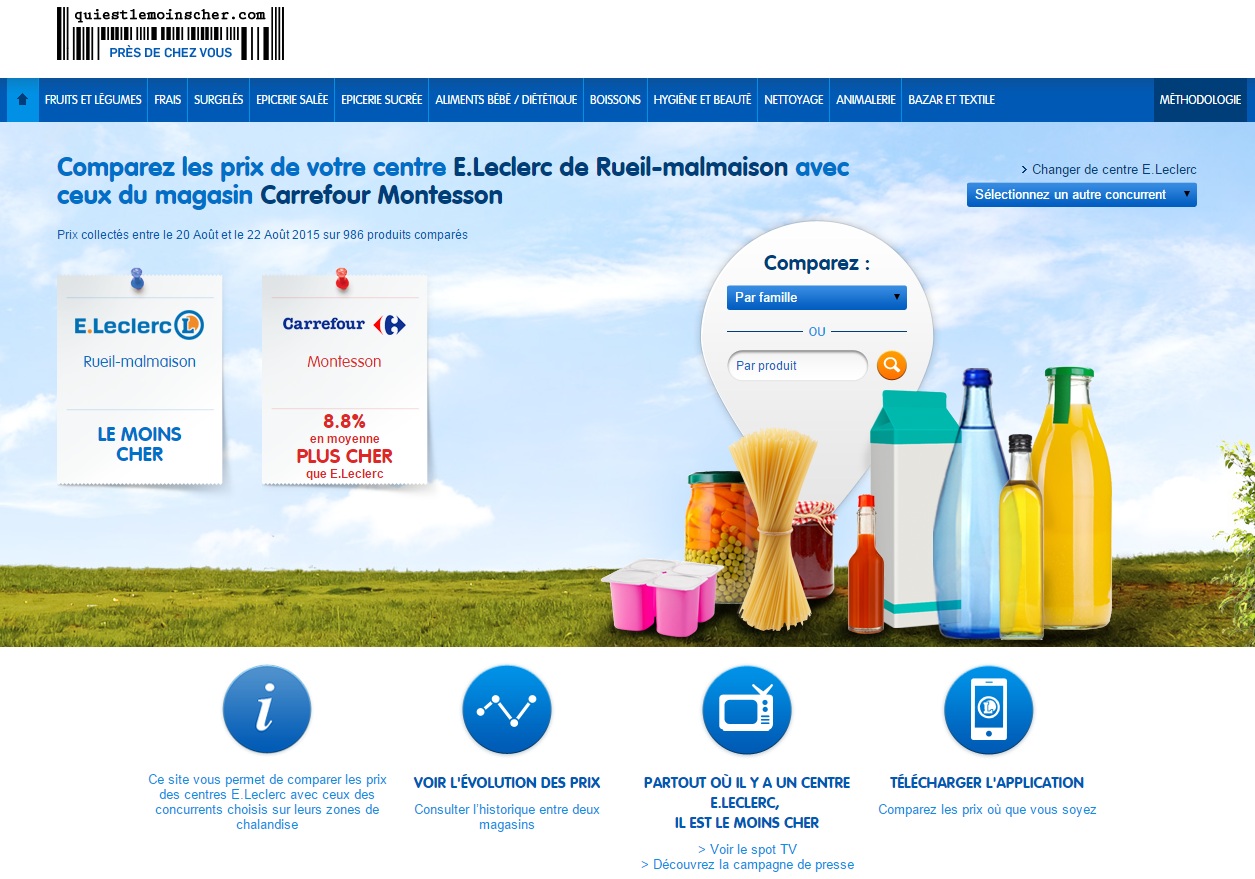 quiestlemoinscher.com
PRÈS DE CHEZ VOUS
FRUITS ET LÉGUMES FRAIS SURGELÉS EPICERIE SALÉE EPICERIE SUCRÉE ALIMENTS BÉBÉ / DIÉTÉTIQUE BOISSONS HYGIÈNE ET BEAUTÉ NETTOYAGE ANIMALERIE BAZAR ET TEXTILE MÉTHODOLOGIE
Comparez les prix de votre centre E.Leclerc de Rueil-malmaison avec
ceux du magasin Carrefour Montesson
> Changer de centre E.Leclerc
Sélectionnez un autre concurrent
Prix collectés entre le 20 Août et le 22 Août 2015 sur 986 produits comparés
E.Leclerc L
Rueil-malmaison
LE MOINS
CHER
Carrefour
Montesson
8.8%
en moyenne
PLUS CHER
que E.Leclerc
Comparez :
Par famille
OU
Par produit
Ce site vous permet de comparer les prix
des centres E.Leclerc avec ceux des
concurrents choisis sur leurs zones de
chalandise
VOIR L'ÉVOLUTION DES PRIX
Consulter l'historique entre deux
magasins
PARTOUT OÙ IL Y A UN CENTRE
E.LECLERC,
IL EST LE MOINS CHER
> Voir le spot TV
> Découvrez la campagne de presse
TÉLÉCHARGER L'APPLICATION
Comparez les prix où que vous soyez